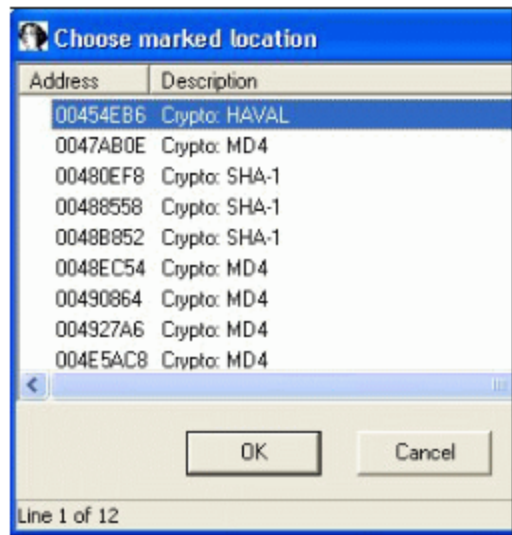 Choose marked location
Address Description
00454EB6 Crypto: HAVAL
0047AB0E Crypto: MD4
00480EF8 Crypto: SHA-1
00488558 Crypto: SHA-1
0048B852 Crypto: SHA-1
0048EC54 Crypto: MD4
00490864 Crypto: MD4
004927A6 Crypto: MD4
004E5AC8 Crypto: MD4
OK Cancel
Line 1 of 12